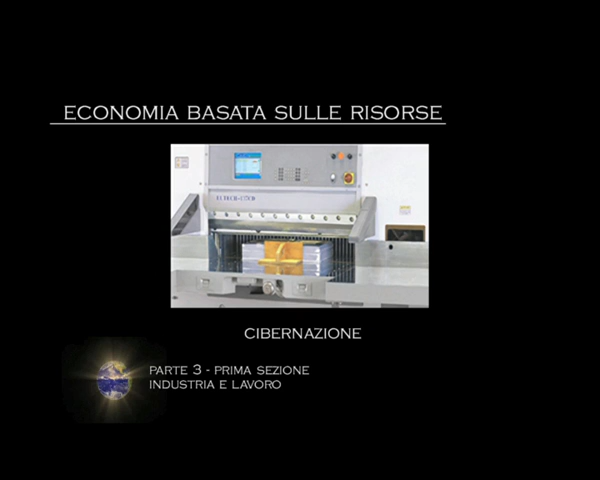 ECONOMIA BASATA SULLE RISORSE
CIBERNAZIONE
PARTE 3 - PRIMA SEZIONE
INDUSTRIA E LAVORO